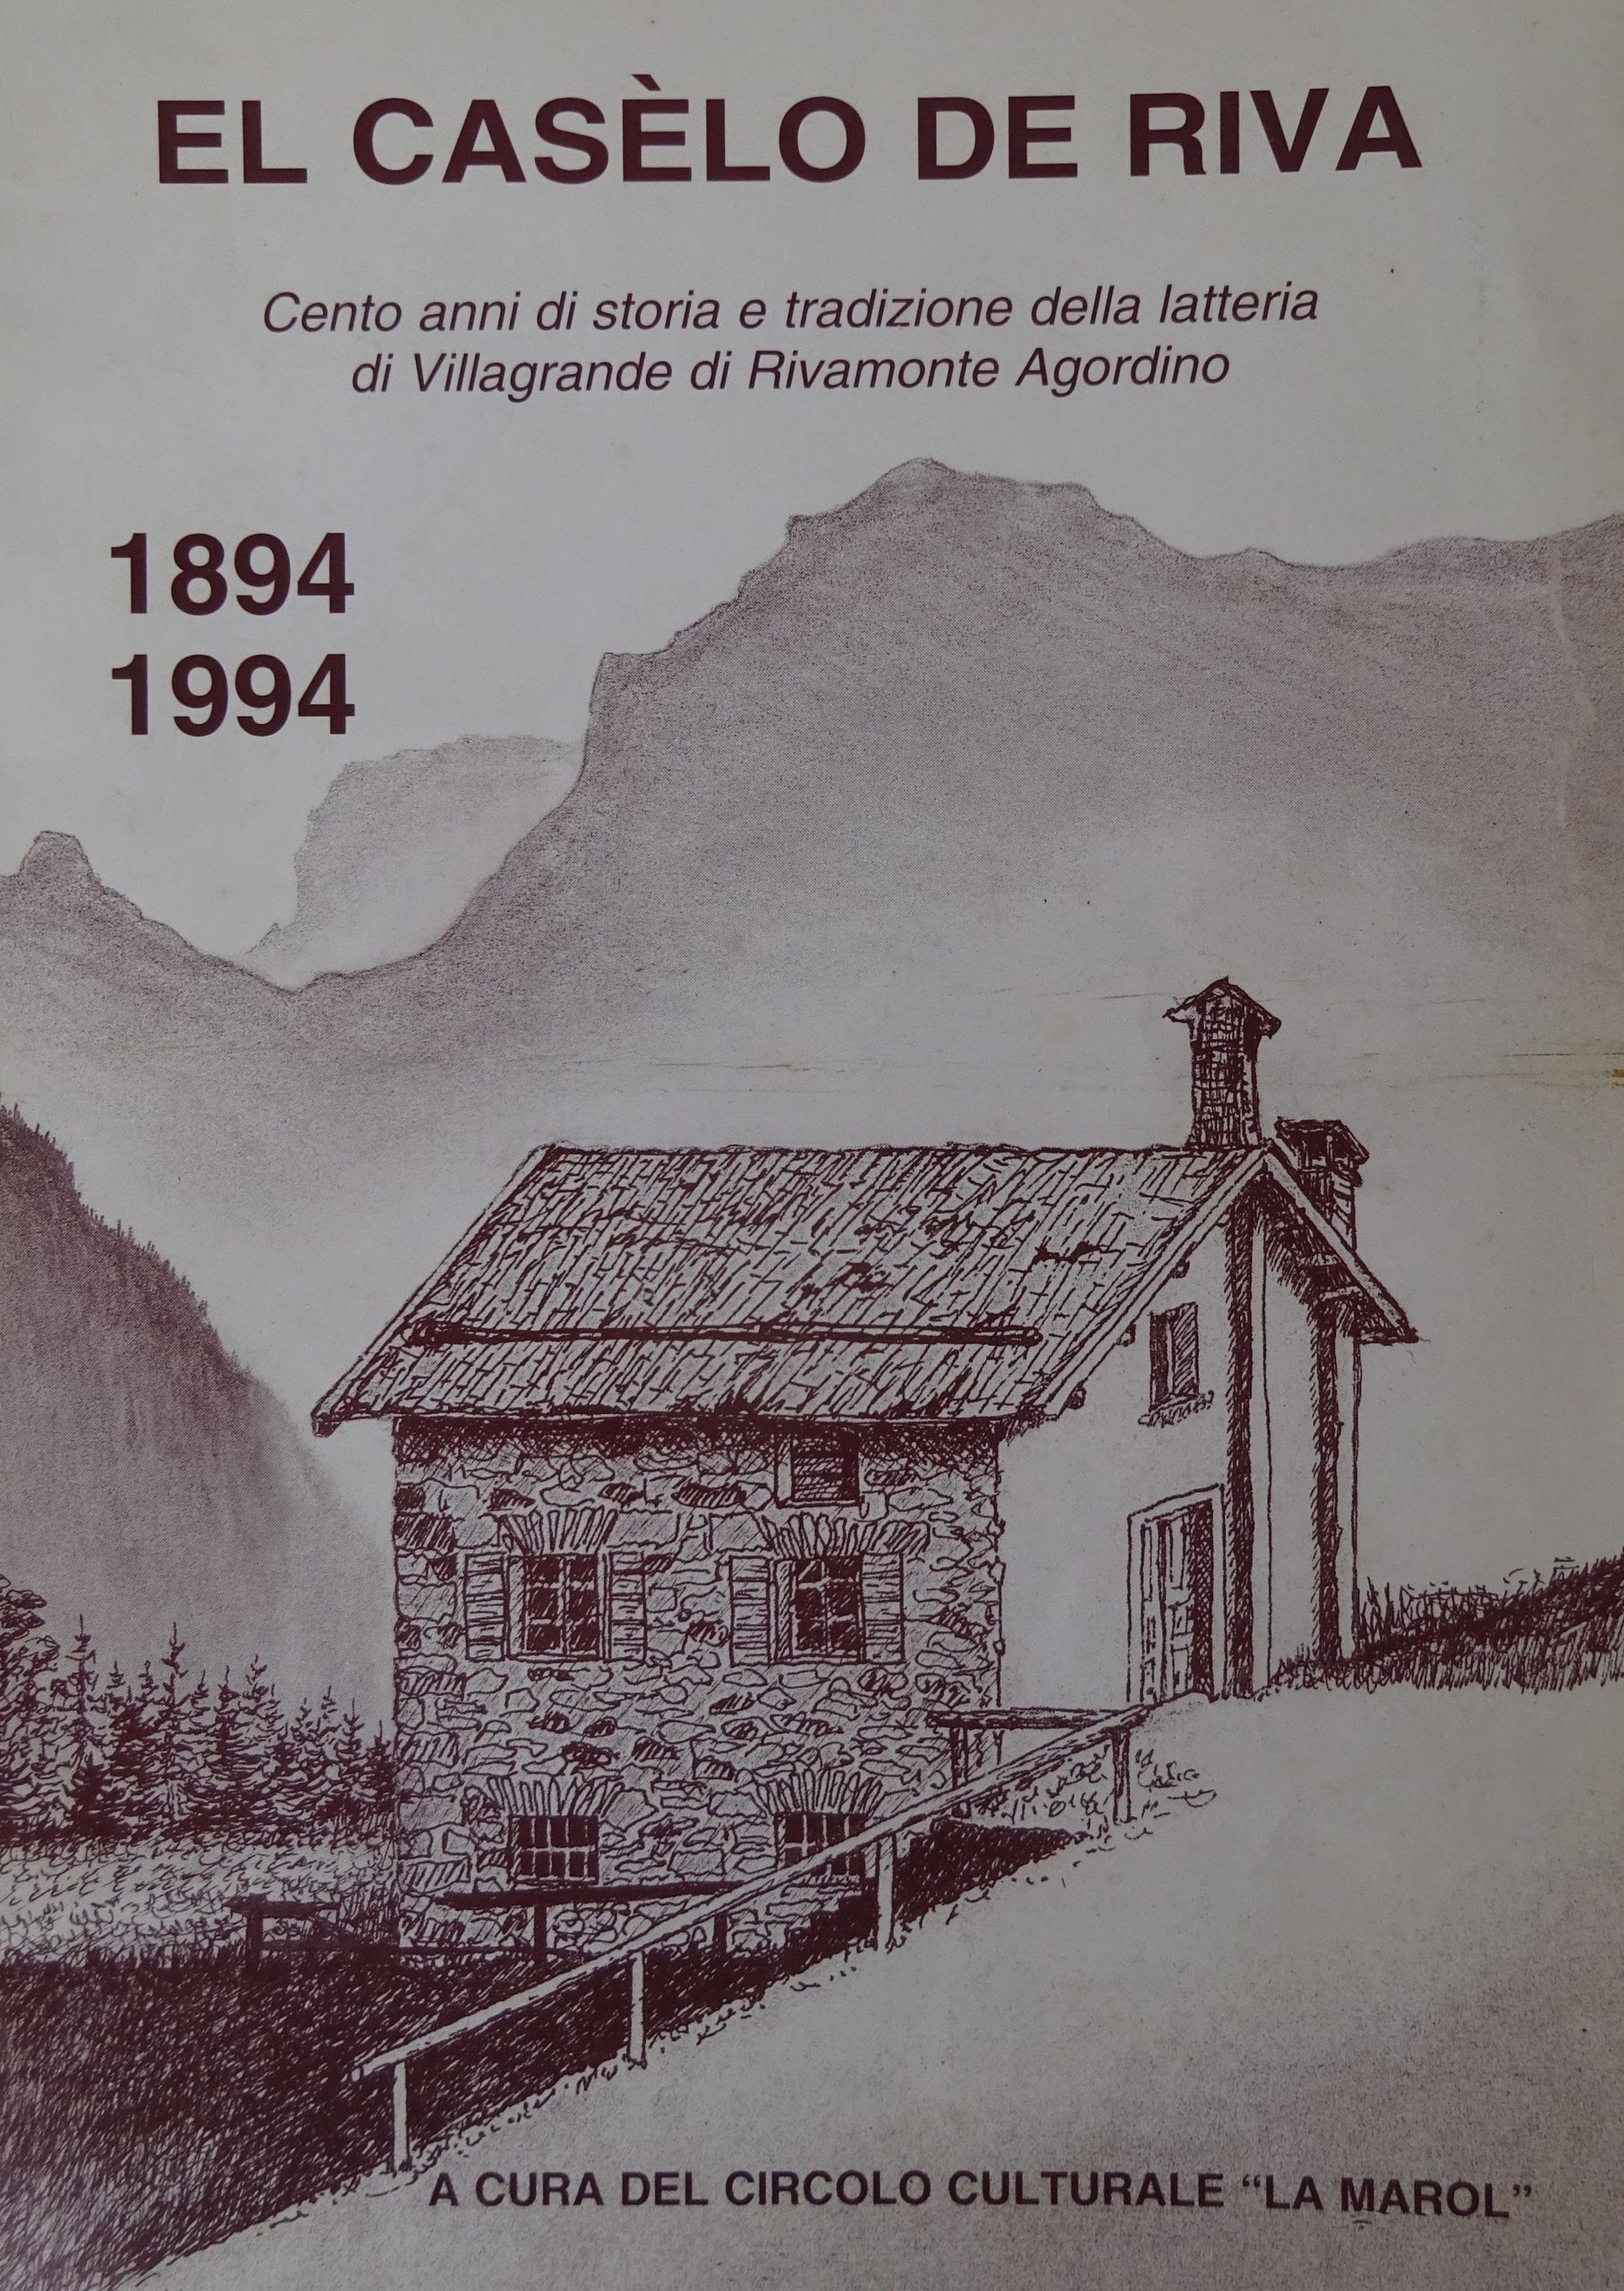 EL CASÈLO DE RIVA
Cento anni di storia e tradizione della latteria
di Villagrande di Rivamonte Agordino
1894
1994
A CURA DEL CIRCOLO CULTURALE “LA MAROL”